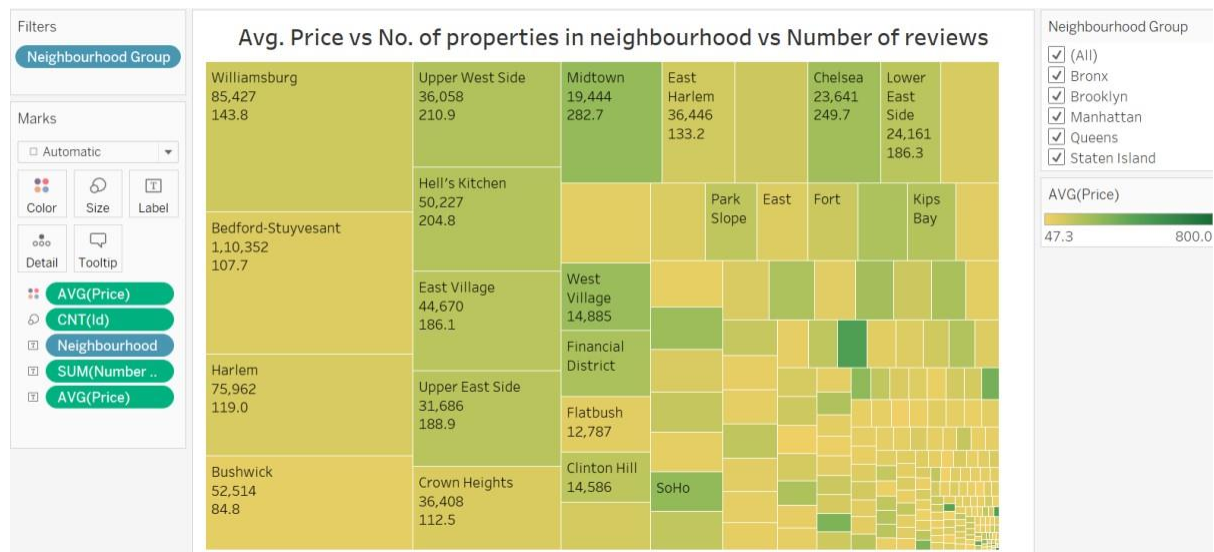 Filters
Neighbourhood Group
Marks
Automatic
Color
Size
Label
Detail
Tooltip
AVG(Price)
CNT(Id)
Neighbourhood
SUM(Number ..
AVG(Price)
Avg. Price vs No. of properties in neighbourhood vs Number of reviews
Williamsburg
85,427
143.8
Bedford-Stuyvesant
1,10,352
107.7
Harlem
75,962
119.0
Bushwick
52,514
84.8
Upper West Side
36,058
210.9
Hell's Kitchen
50,227
204.8
East Village
44,670
186.1
Upper East Side
31,686
188.9
Crown Heights
36,408
112.5
Midtown
19,444
282.7
East
Harlem
36,446
133.2
Chelsea
23,641
249.7
Lower
East
Side
24,161
186.3
Park
Slope
East
Fort
Kips
Bay
West
Village
14,885
Financial
District
Flatbush
12,787
Clinton Hill
14,586
SoHo
Neighbourhood Group
(All)
Bronx
Brooklyn
Manhattan
Queens
Staten Island
AVG(Price)
47.3
800.0